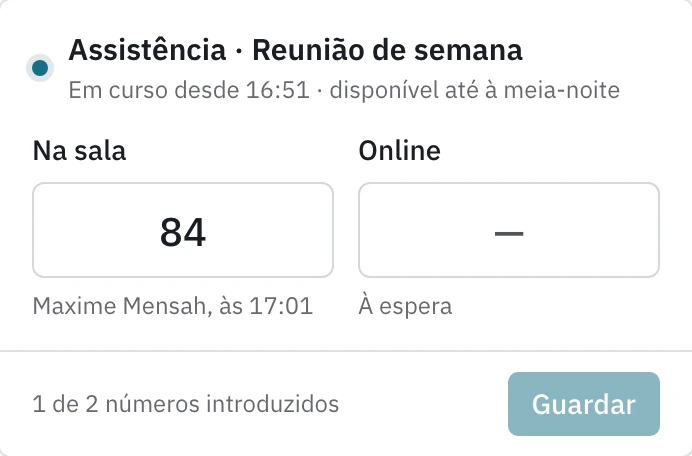 Assistência · Reunião de semana
Em curso desde 16:51 · disponível até à meia-noite
Na sala
Online
84
—
Maxime Mensah, às 17:01
À espera
1 de 2 números introduzidos
Guardar